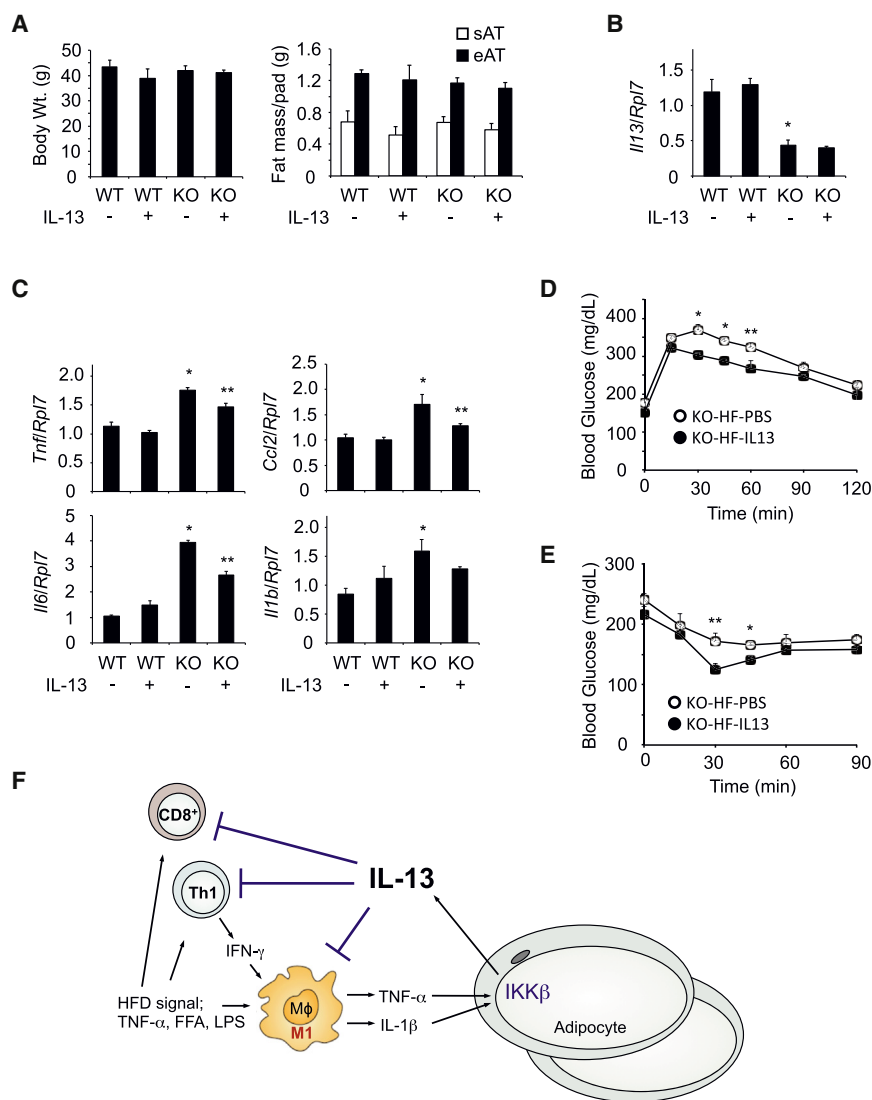 A
Body Wt. (g)
50
40
30
20
10
0
WT WT KO KO
IL-13 - + - +
Fat mass/pad (g)
sAT
eAT
1.6
1.2
0.8
0.4
0
WT WT KO KO
- + - +
B
Il13/Rpl7
1.5
1.0
0.5
0
*
WT WT KO KO
IL-13 - + - +
C
Tnf/Rpl7
2.0
1.5
1.0
0.5
0
*
**
Ccl2/Rpl7
2.5
2.0
1.5
1.0
0.5
0
*
**
Il6/Rpl7
5
4
3
2
1
0
*
**
WT WT KO KO
IL-13 - + - +
Il1b/Rpl7
2.0
1.5
1.0
0.5
0
*
WT WT KO KO
- + - +
D
Blood Glucose (mg/dL)
400
300
200
100
0
* * **
KO-HF-PBS
KO-HF-IL13
0 30 60 90 120
Time (min)
E
Blood Glucose (mg/dL)
300
200
100
0
** *
KO-HF-PBS
KO-HF-IL13
0 30 60 90
Time (min)
F
CD8+
Th1
IL-13
IFN-γ
HFD signal;
TNF-α, FFA, LPS
Mϕ
M1
TNF-α
IL-1β
IKKβ
Adipocyte